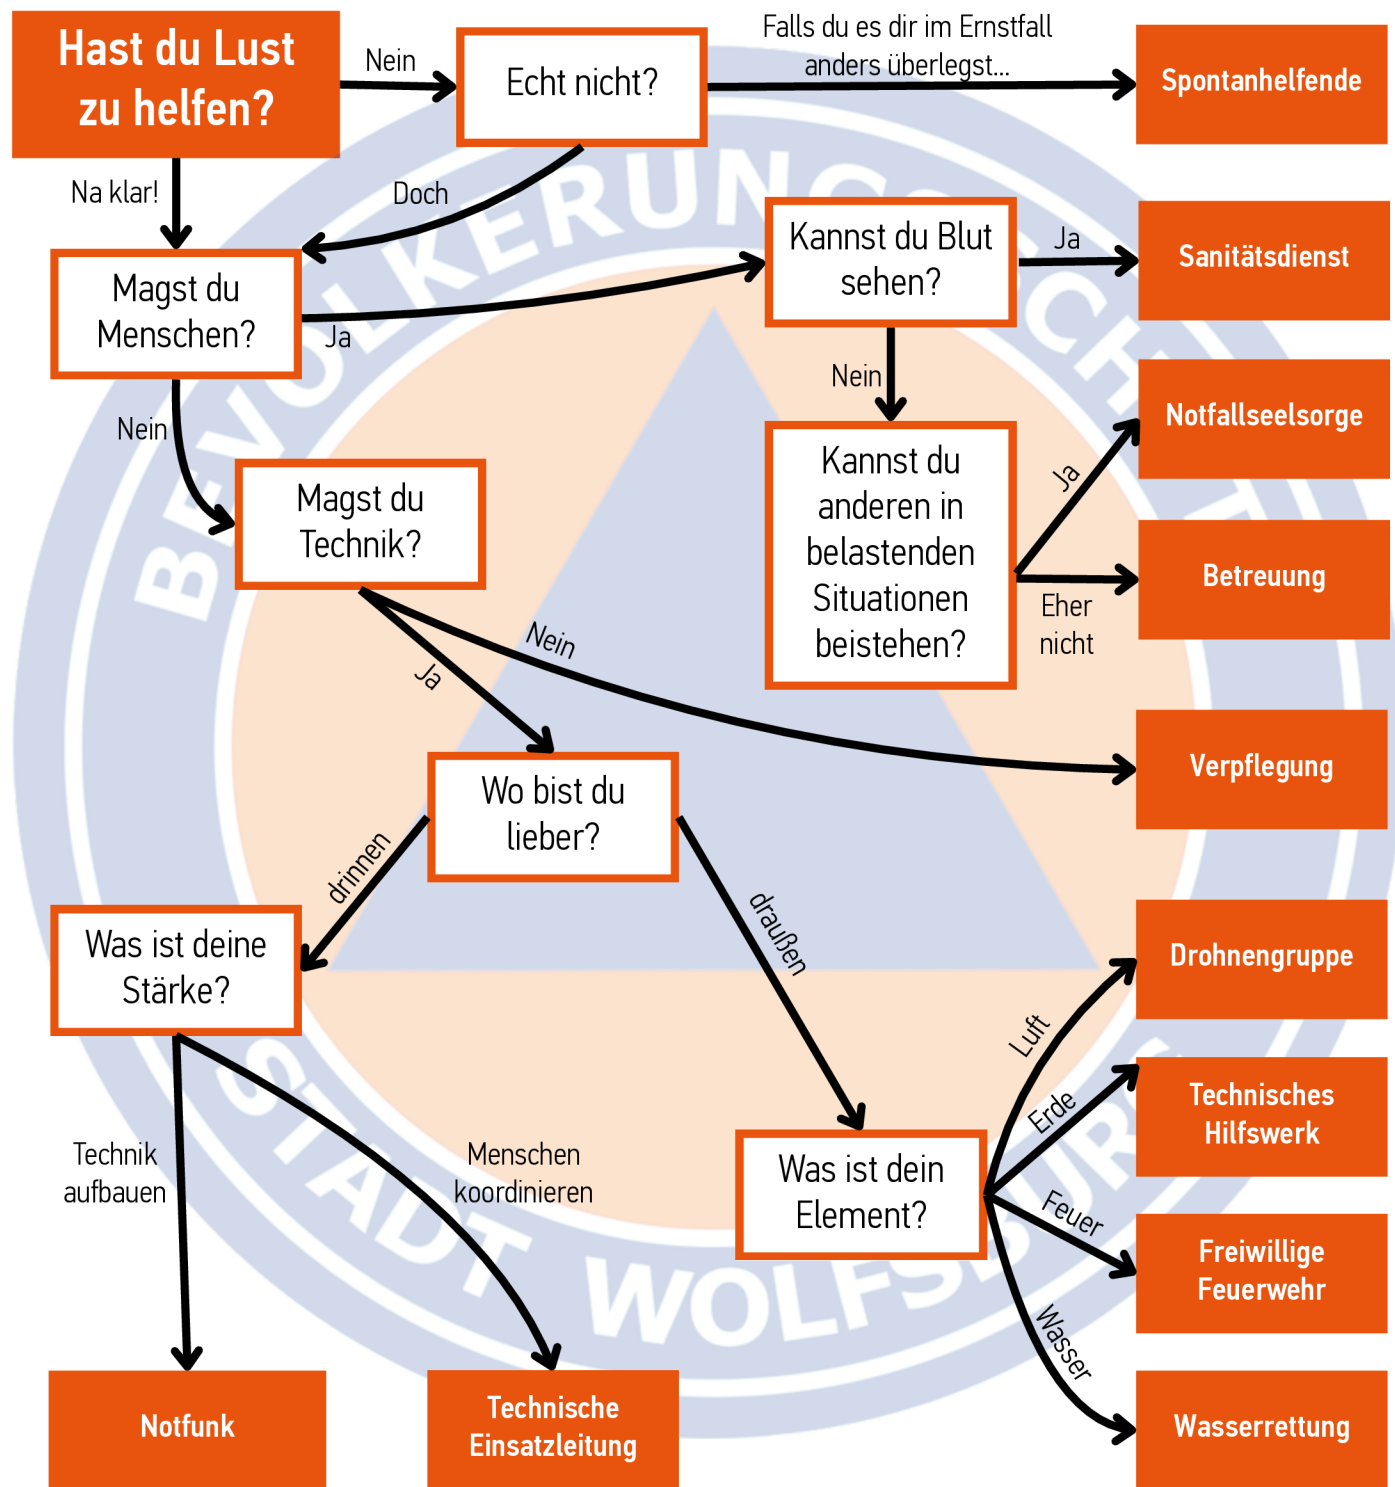 Hast du Lust
zu helfen?
Nein
Echt nicht?
Falls du es dir im Ernstfall
anders überlegst...
Spontanhelfende
Na klar!
Doch
Magst du
Menschen?
Ja
Kannst du Blut
sehen?
Ja
Sanitätsdienst
Nein
Nein
Kannst du
anderen in
belastenden
Situationen
beistehen?
Ja
Notfallseelsorge
Eher
nicht
Betreuung
Magst du
Technik?
Nein
Verpflegung
Ja
Wo bist du
lieber?
drinnen
draußen
Was ist deine
Stärke?
Technik
aufbauen
Notfunk
Menschen
koordinieren
Technische
Einsatzleitung
Was ist dein
Element?
Luft
Drohnengruppe
Erde
Technisches
Hilfswerk
Feuer
Freiwillige
Feuerwehr
Wasser
Wasserrettung
BEVÖLKERUNGSSCHUTZ
STADT WOLFSBURG